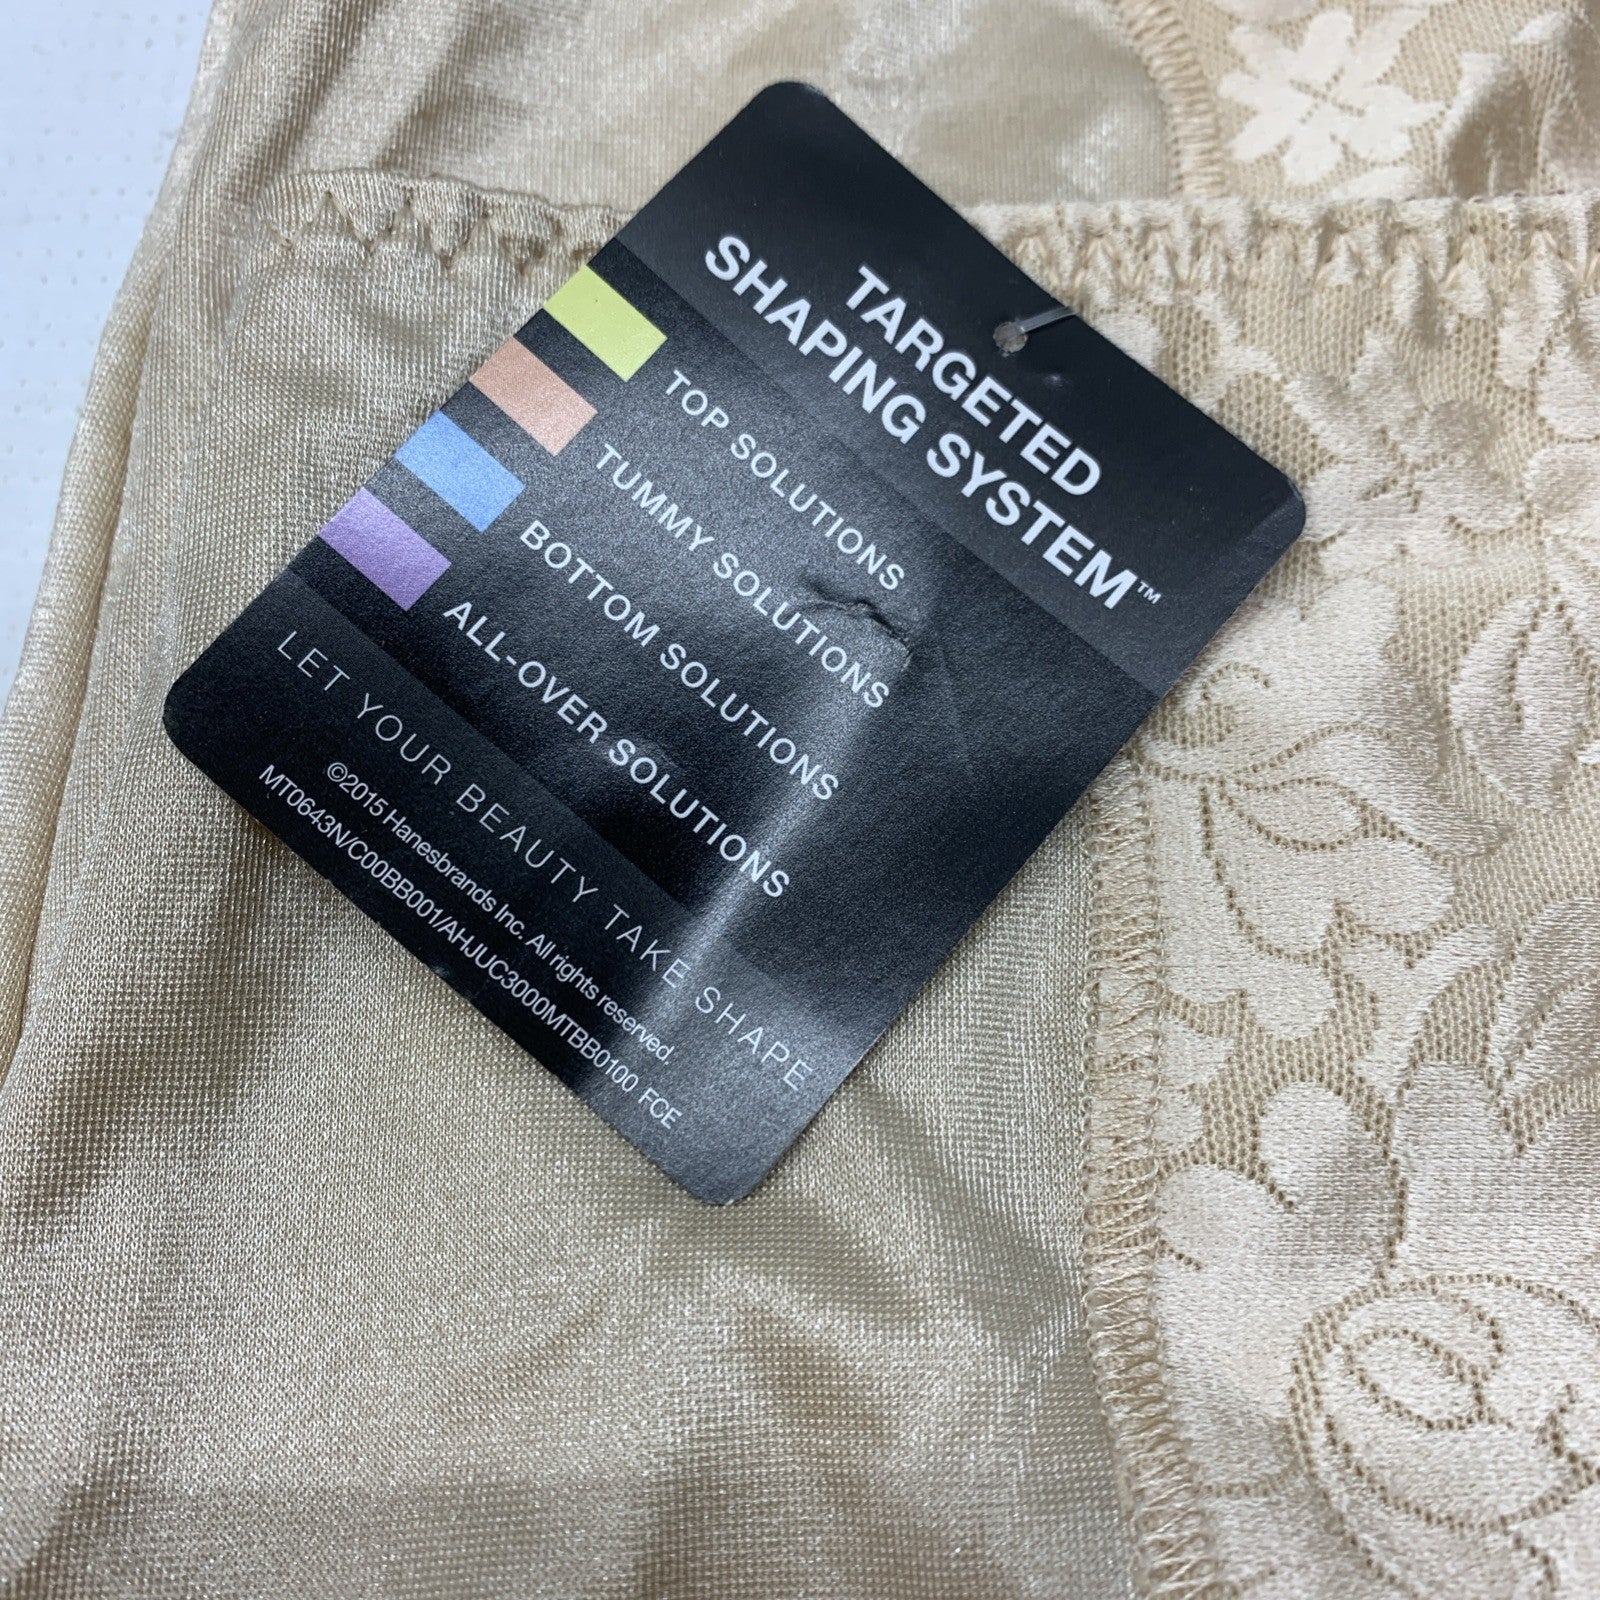 TARGETED
SHAPING SYSTEM™
TOP SOLUTIONS
TUMMY SOLUTIONS
BOTTOM SOLUTIONS
ALL-OVER SOLUTIONS
LET YOUR BEAUTY TAKE SHAPE
©2015 Hanesbrands Inc. All rights reserved.
MT0643N/C00BB001/AHJUC3000MTBB0100 FCE